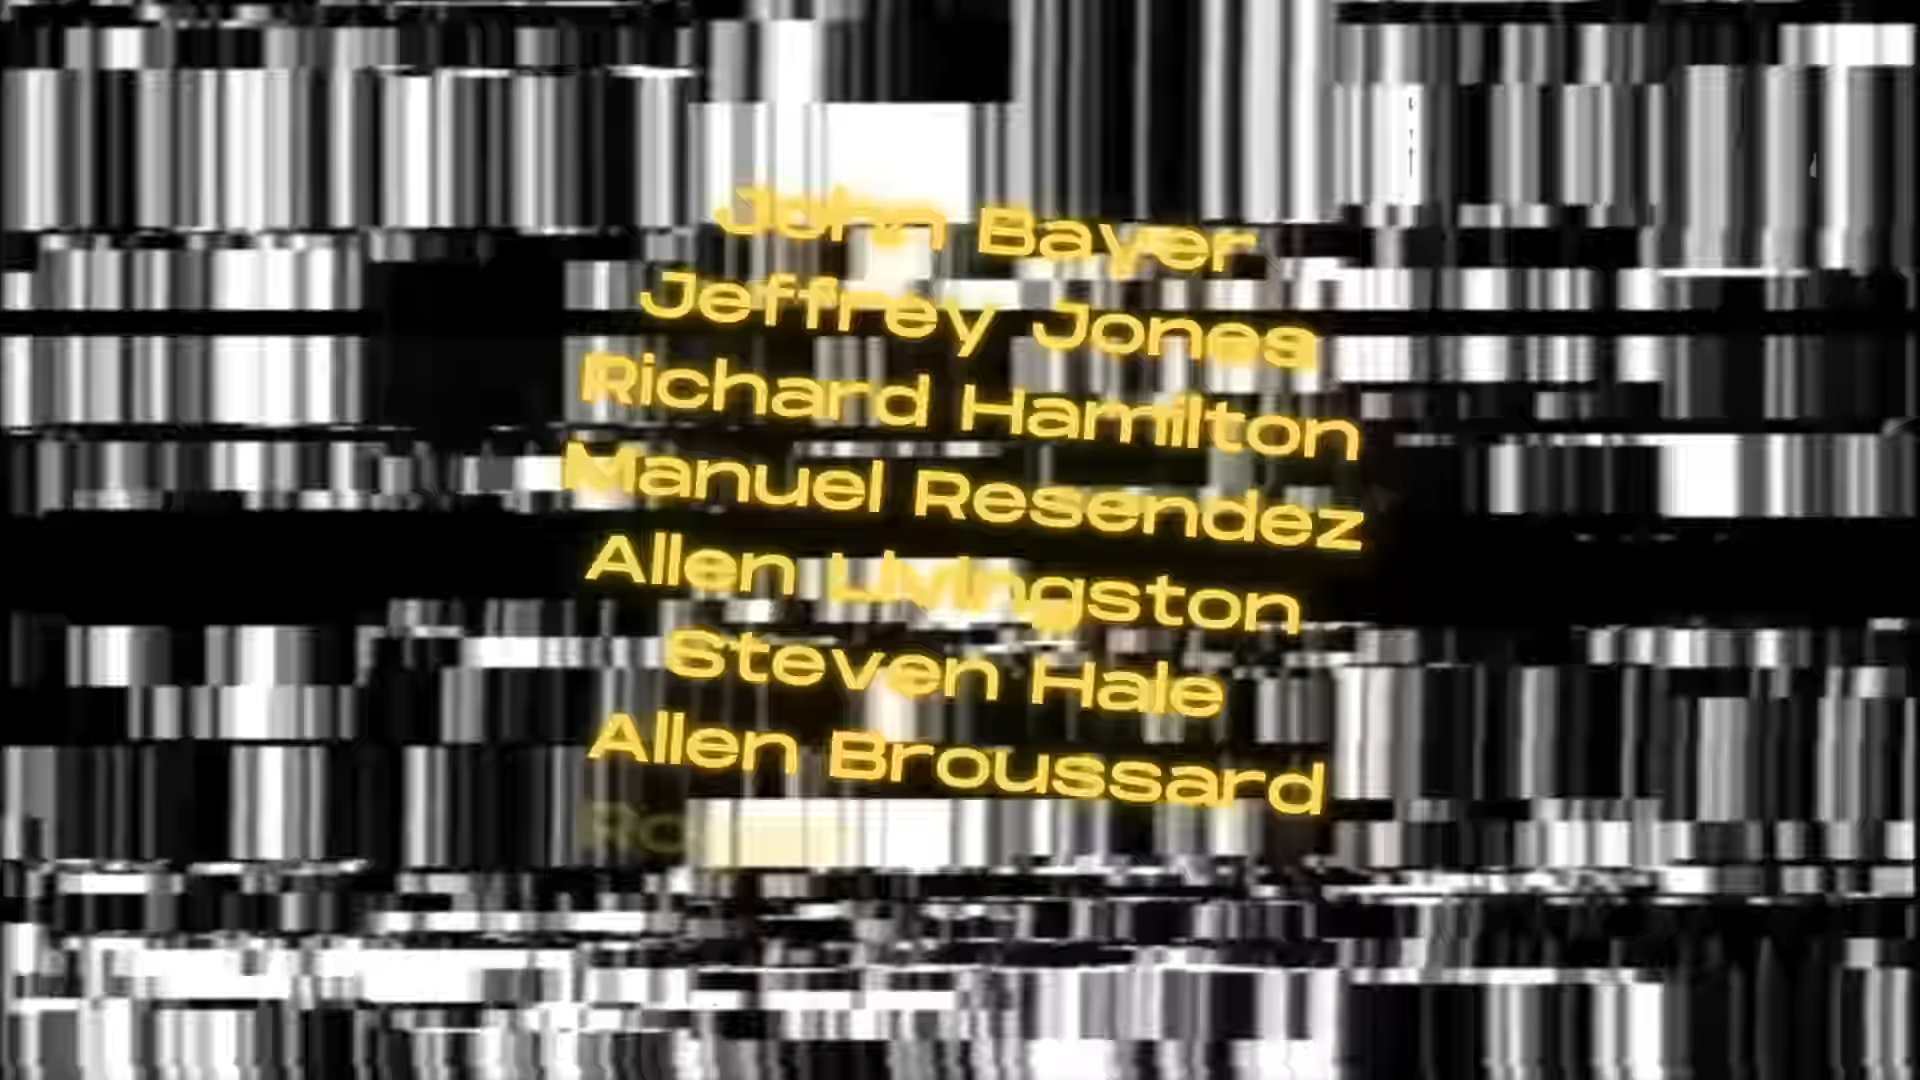 John Bayer
Jeffrey Jones
Richard Hamilton
Manuel Resendez
Allen Livingston
Steven Hale
Allen Broussard